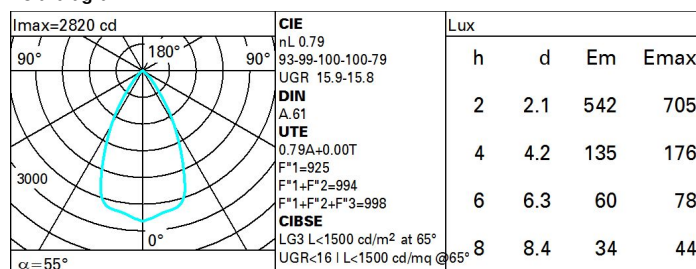 Imax=2820 cd
90°
180°
90°
3000
0°
α=55°
CIE
nL 0.79
93-99-100-100-79
UGR 15.9-15.8
DIN
A.61
UTE
0.79A+0.00T
F"1=925
F"1+F"2=994
F"1+F"2+F"3=998
CIBSE
LG3 L<1500 cd/m² at 65°
UGR<16 | L<1500 cd/mq @65°
Lux
h d Em Emax
2 2.1 542 705
4 4.2 135 176
6 6.3 60 78
8 8.4 34 44